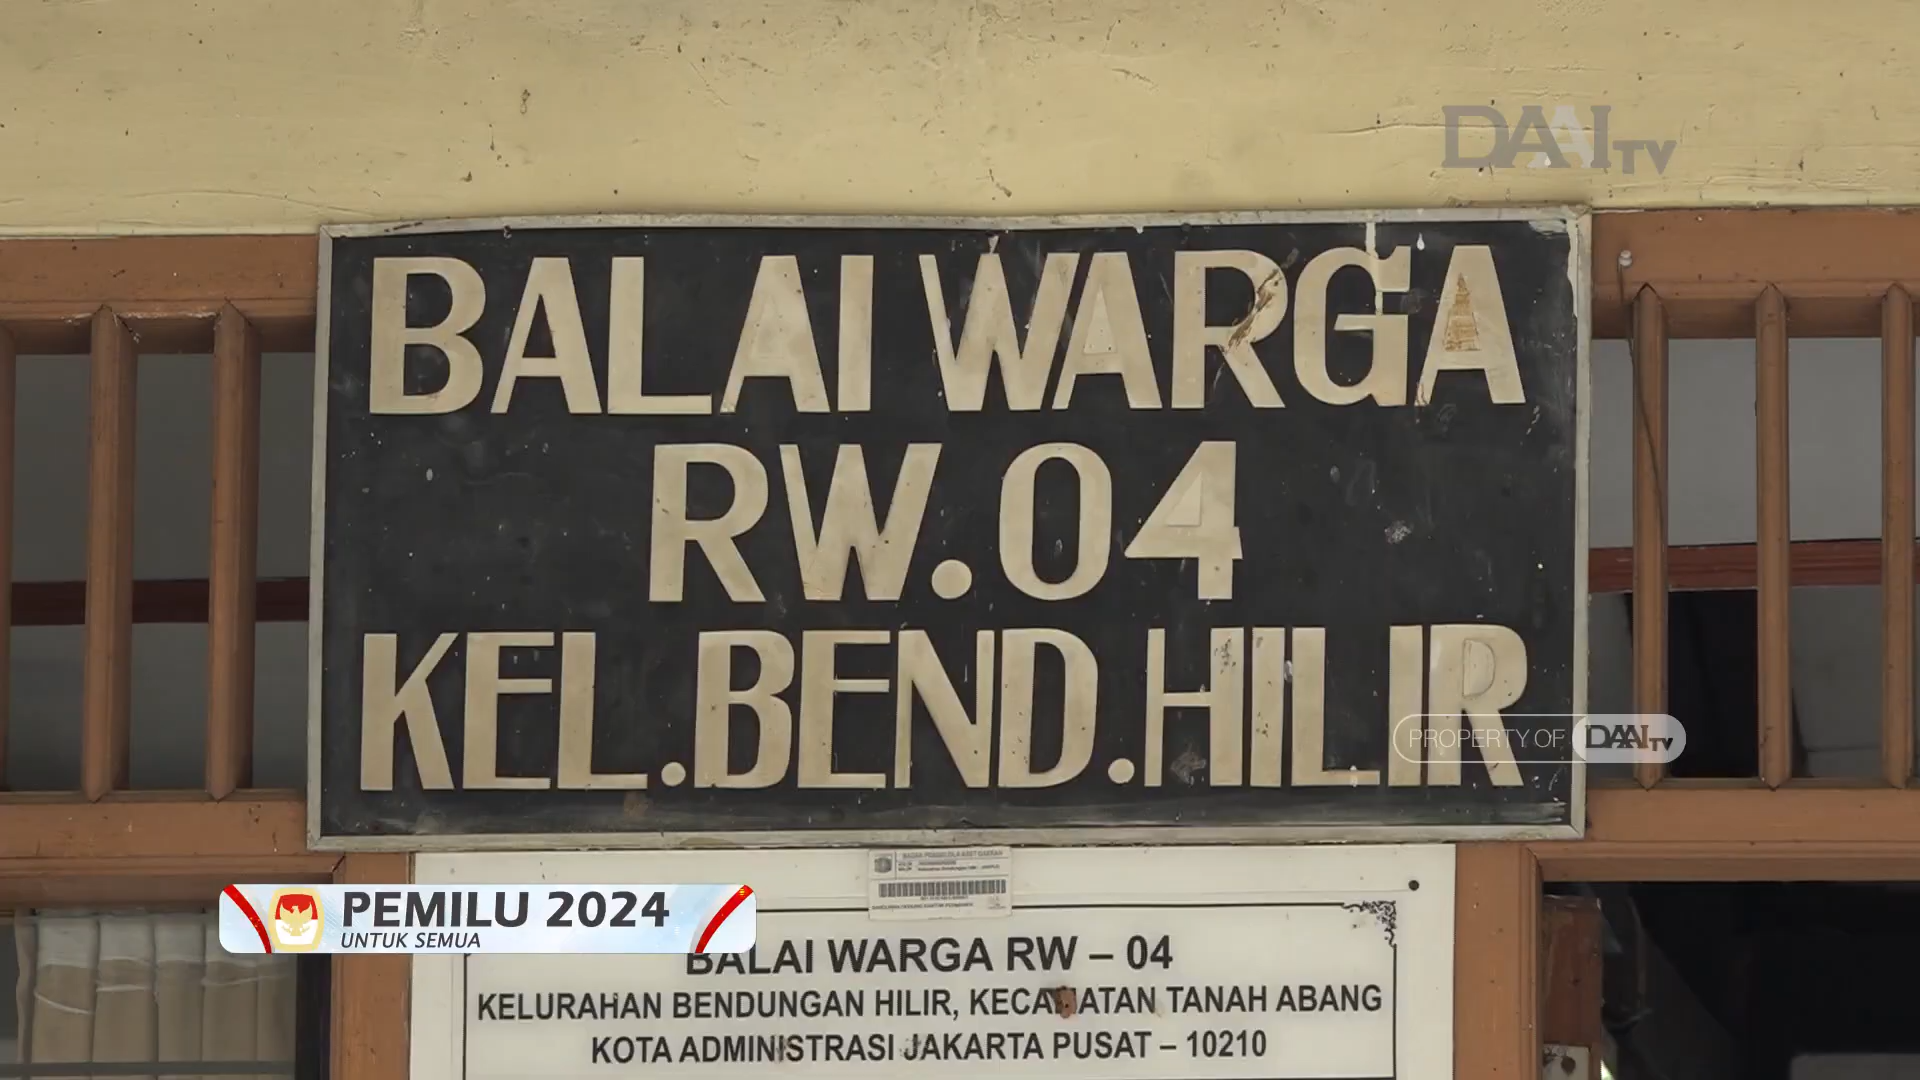 DAAI TV
BALAI WARGA
RW.04
KEL.BEND.HILIR
PROPERTY OF DAAI TV
PEMILU 2024
UNTUK SEMUA
BALAI WARGA RW – 04
KELURAHAN BENDUNGAN HILIR, KECAMATAN TANAH ABANG
KOTA ADMINISTRASI JAKARTA PUSAT – 10210